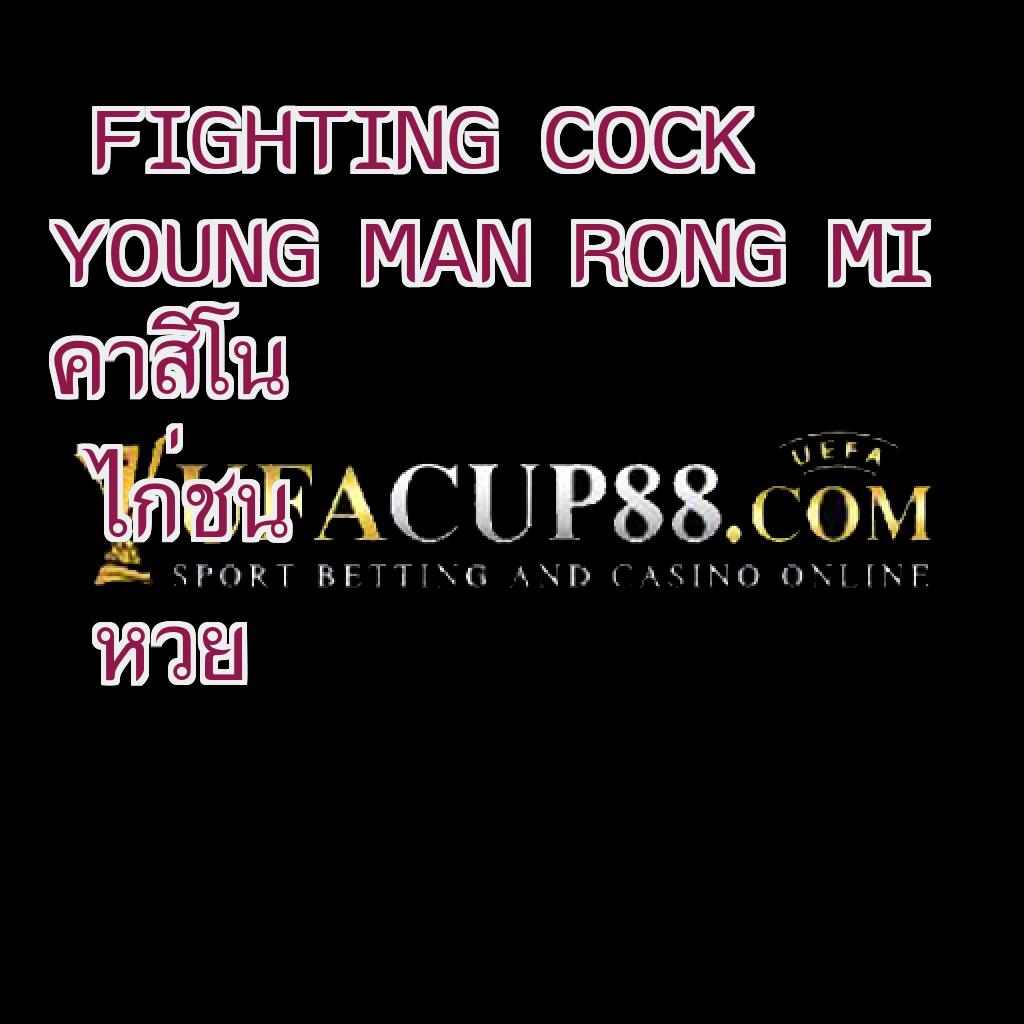 FIGHTING COCK
YOUNG MAN RONG MI
คาสิโน
ไก่ชน
UEFA
UFACUP88.COM
SPORT BETTING AND CASINO ONLINE
หวย